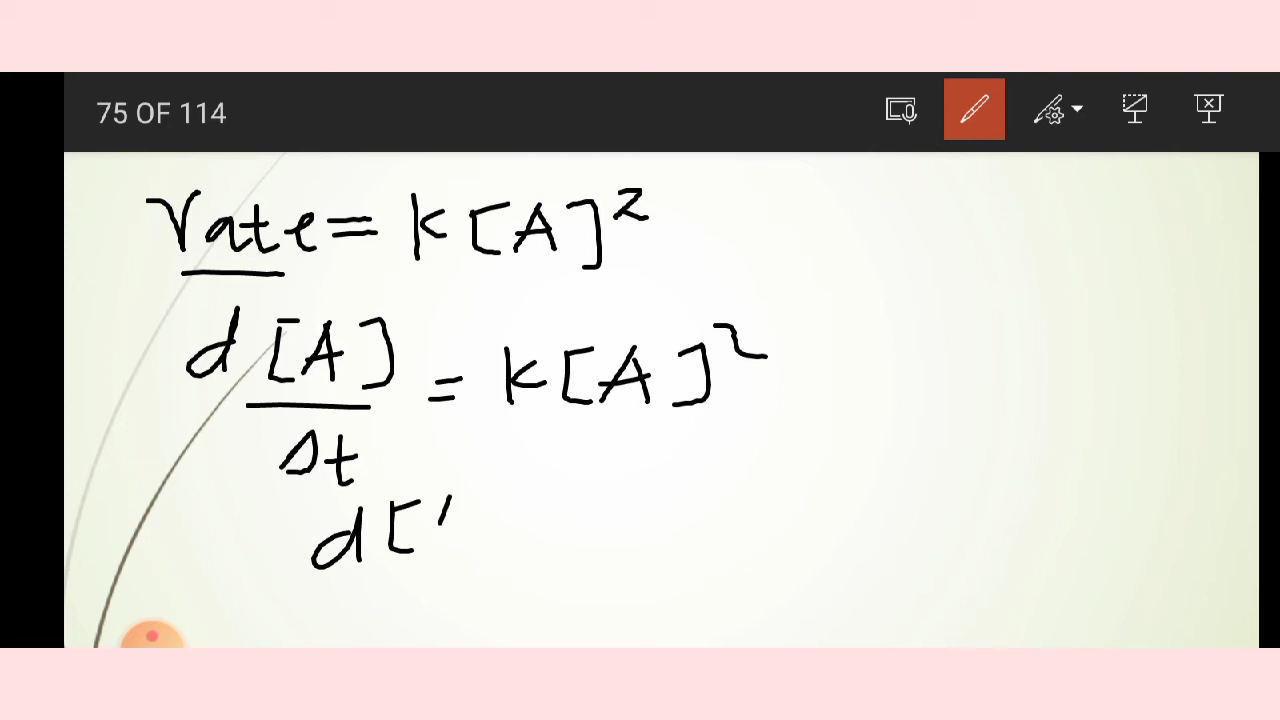 75 OF 114
rate = K[A]²
d[A]
= K[A]²
Δt
d[